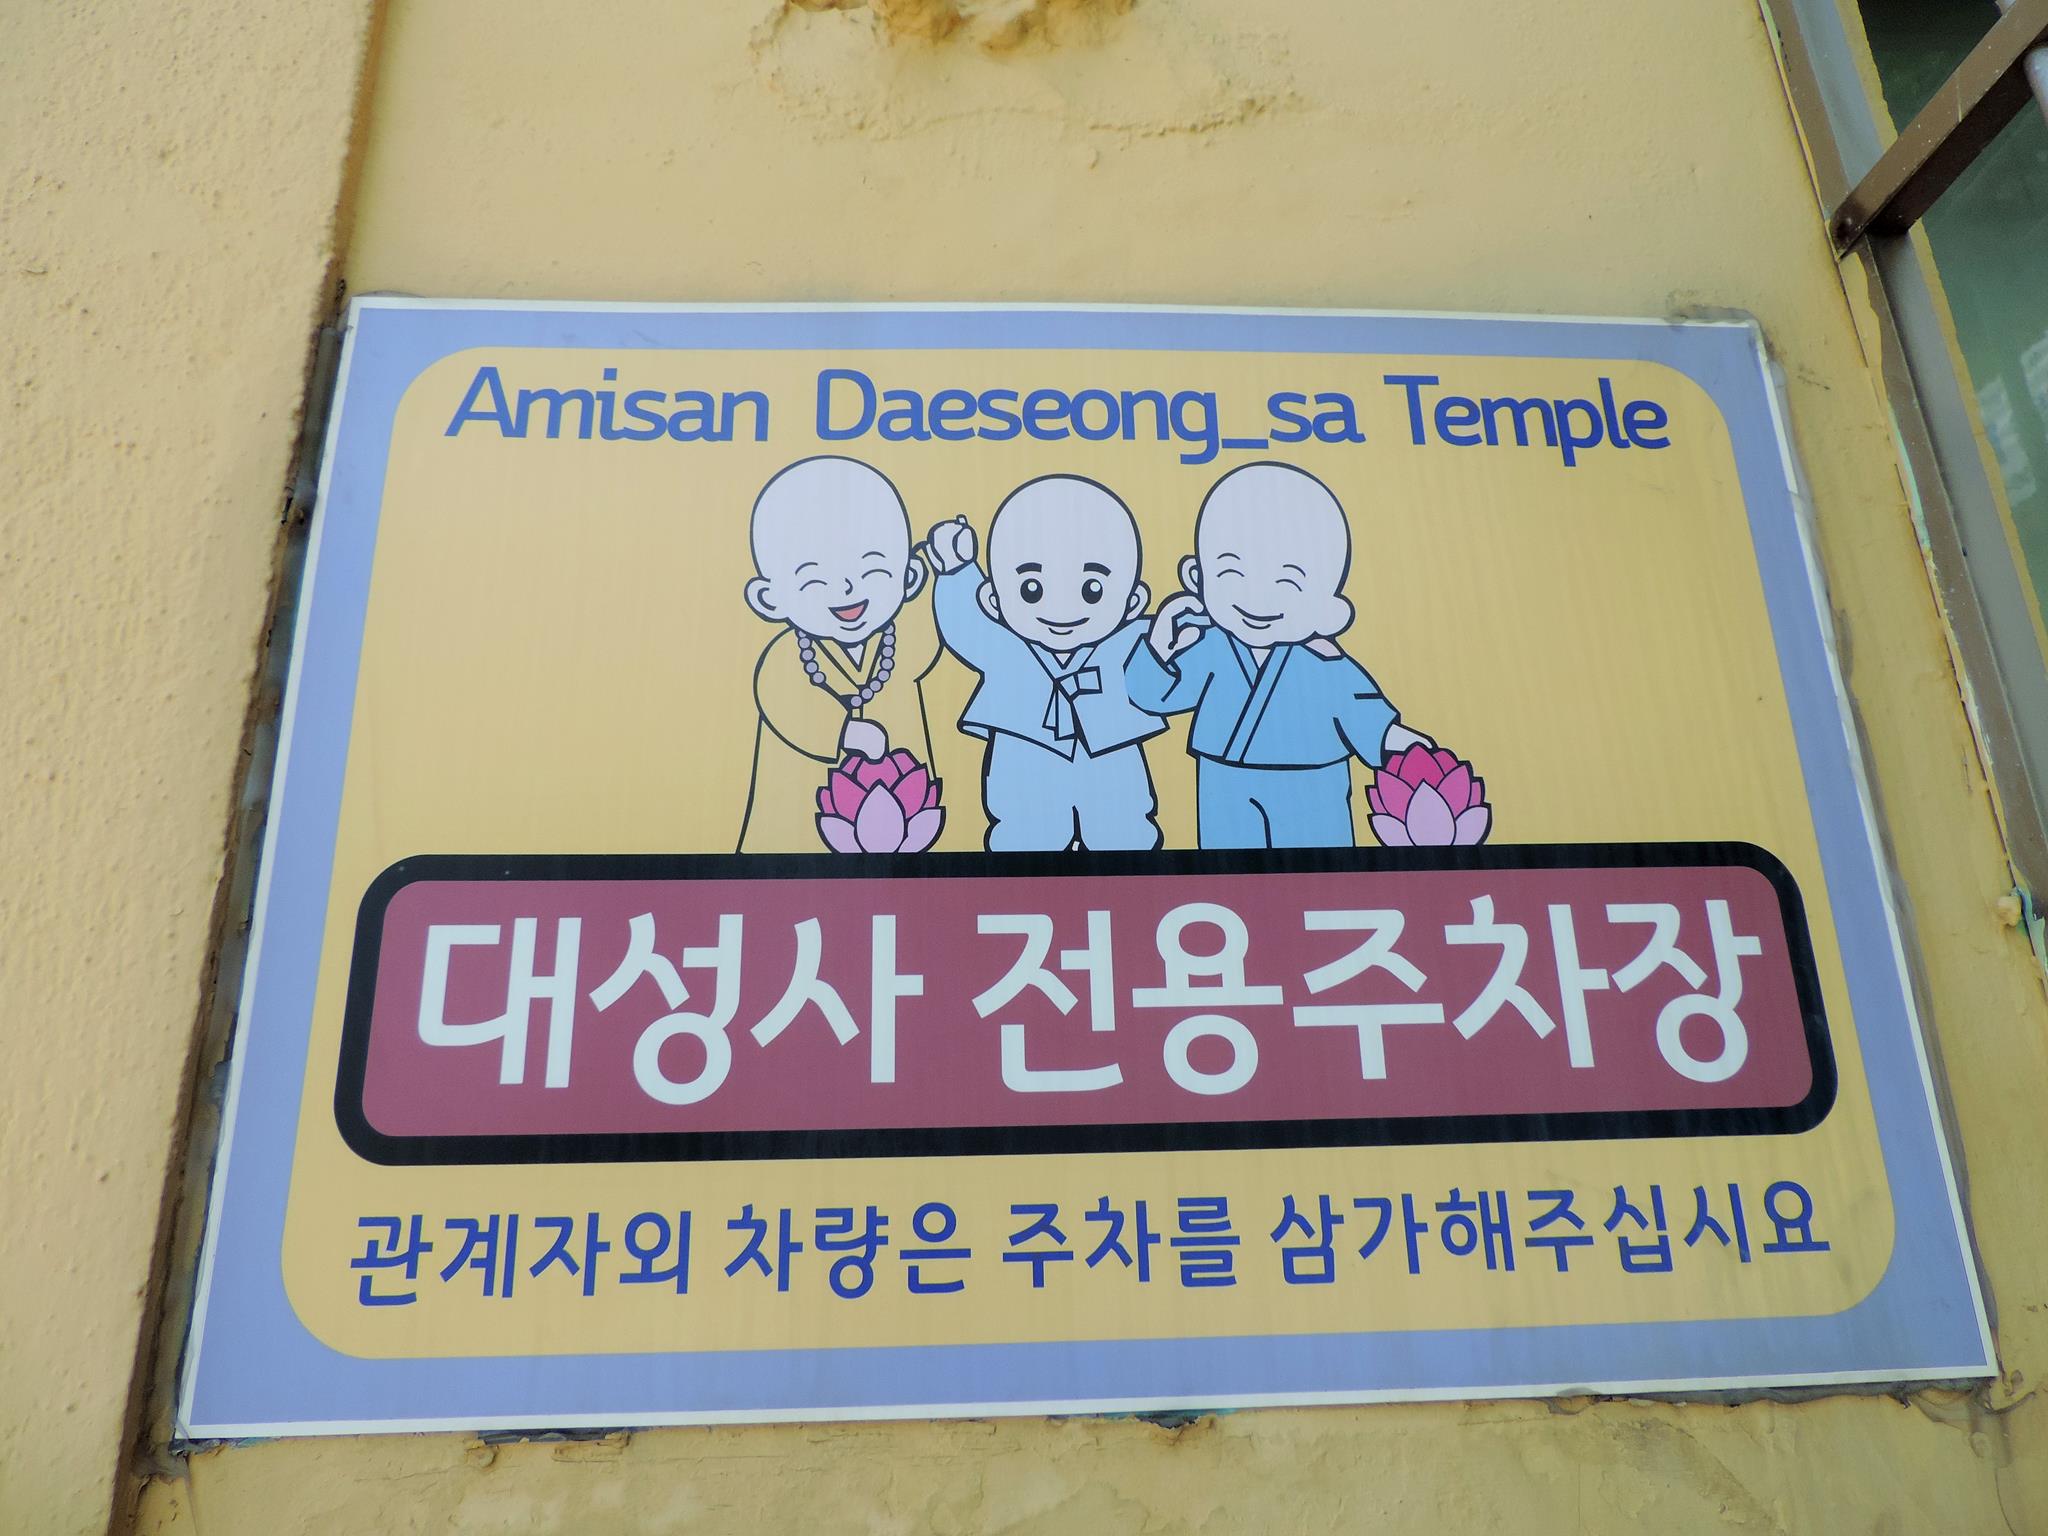 Amisan Daeseong_sa Temple
대성사 전용주차장
관계자외 차량은 주차를 삼가해주십시요